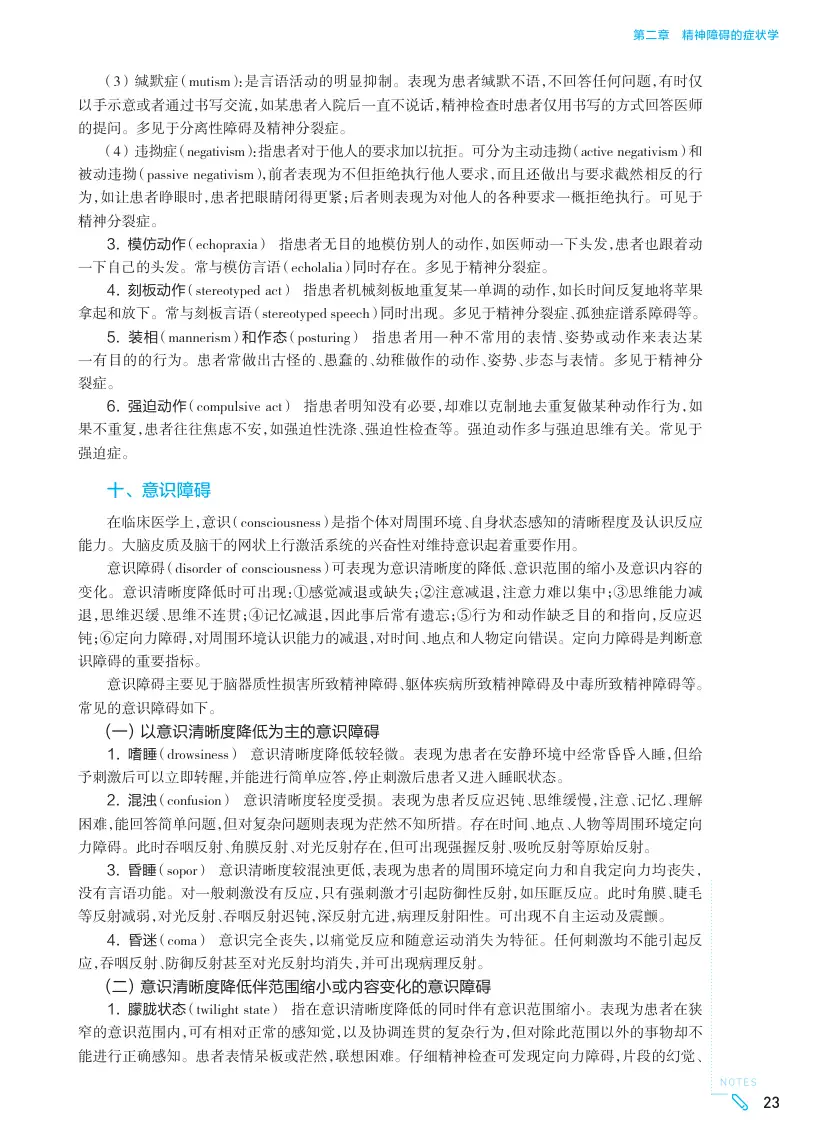 第二章 精神障碍的症状学
（3）缄默症（mutism）：是言语活动的明显抑制。表现为患者缄默不语，不回答任何问题，有时仅
以手示意或者通过书写交流，如某患者入院后一直不说话，精神检查时患者仅用书写的方式回答医师
的提问。多见于分离性障碍及精神分裂症。
（4）违拗症（negativism）：指患者对于他人的要求加以抗拒。可分为主动违拗（active negativism）和
被动违拗（passive negativism），前者表现为不但拒绝执行他人要求，而且还做出与要求截然相反的行
为，如让患者睁眼时，患者把眼睛闭得更紧；后者则表现为对他人的各种要求一概拒绝执行。可见于
精神分裂症。
3. 模仿动作（echopraxia） 指患者无目的地模仿别人的动作，如医师动一下头发，患者也跟着动
一下自己的头发。常与模仿言语（echolalia）同时存在。多见于精神分裂症。
4. 刻板动作（stereotyped act） 指患者机械刻板地重复某一单调的动作，如长时间反复地将苹果
拿起和放下。常与刻板言语（stereotyped speech）同时出现。多见于精神分裂症、孤独症谱系障碍等。
5. 装相（mannerism）和作态（posturing） 指患者用一种不常用的表情、姿势或动作来表达某
一有目的的行为。患者常做出古怪的、愚蠢的、幼稚做作的动作、姿势、步态与表情。多见于精神分
裂症。
6. 强迫动作（compulsive act） 指患者明知没有必要，却难以克制地去重复做某种动作行为，如
果不重复，患者往往焦虑不安，如强迫性洗涤、强迫性检查等。强迫动作多与强迫思维有关。常见于
强迫症。
十、意识障碍
在临床医学上，意识（consciousness）是指个体对周围环境、自身状态感知的清晰程度及认识反应
能力。大脑皮质及脑干的网状上行激活系统的兴奋性对维持意识起着重要作用。
意识障碍（disorder of consciousness）可表现为意识清晰度的降低、意识范围的缩小及意识内容的
变化。意识清晰度降低时可出现：①感觉减退或缺失；②注意减退，注意力难以集中；③思维能力减
退，思维迟缓、思维不连贯；④记忆减退，因此事后常有遗忘；⑤行为和动作缺乏目的和指向，反应迟
钝；⑥定向力障碍，对周围环境认识能力的减退，对时间、地点和人物定向错误。定向力障碍是判断意
识障碍的重要指标。
意识障碍主要见于脑器质性损害所致精神障碍、躯体疾病所致精神障碍及中毒所致精神障碍等。
常见的意识障碍如下。
（一）以意识清晰度降低为主的意识障碍
1. 嗜睡（drowsiness） 意识清晰度降低较轻微。表现为患者在安静环境中经常昏昏入睡，但给
予刺激后可以立即转醒，并能进行简单应答，停止刺激后患者又进入睡眠状态。
2. 混浊（confusion） 意识清晰度轻度受损。表现为患者反应迟钝、思维缓慢，注意、记忆、理解
困难，能回答简单问题，但对复杂问题则表现为茫然不知所措。存在时间、地点、人物等周围环境定向
力障碍。此时吞咽反射、角膜反射、对光反射存在，但可出现强握反射、吸吮反射等原始反射。
3. 昏睡（sopor） 意识清晰度较混浊更低，表现为患者的周围环境定向力和自我定向力均丧失，
没有言语功能。对一般刺激没有反应，只有强刺激才引起防御性反射，如压眶反应。此时角膜、睫毛
等反射减弱，对光反射、吞咽反射迟钝，深反射亢进，病理反射阳性。可出现不自主运动及震颤。
4. 昏迷（coma） 意识完全丧失，以痛觉反应和随意运动消失为特征。任何刺激均不能引起反
应，吞咽反射、防御反射甚至对光反射均消失，并可出现病理反射。
（二）意识清晰度降低伴范围缩小或内容变化的意识障碍
1. 朦胧状态（twilight state） 指在意识清晰度降低的同时伴有意识范围缩小。表现为患者在狭
窄的意识范围内，可有相对正常的感知觉，以及协调连贯的复杂行为，但对除此范围以外的事物却不
能进行正确感知。患者表情呆板或茫然，联想困难。仔细精神检查可发现定向力障碍，片段的幻觉、
NOTES
23